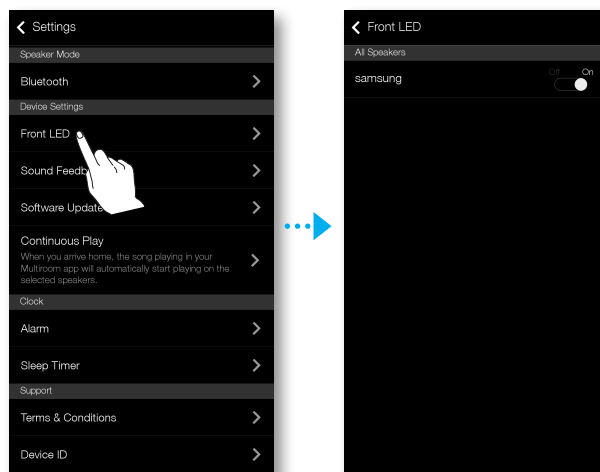 Settings
Speaker Mode
Bluetooth
Device Settings
Front LED
Sound Feedb
Software Update
Continuous Play
When you arrive home, the song playing in your
Multiroom app will automatically start playing on the
selected speakers.
Clock
Alarm
Sleep Timer
Support
Terms & Conditions
Device ID
Front LED
All Speakers
Off On
samsung